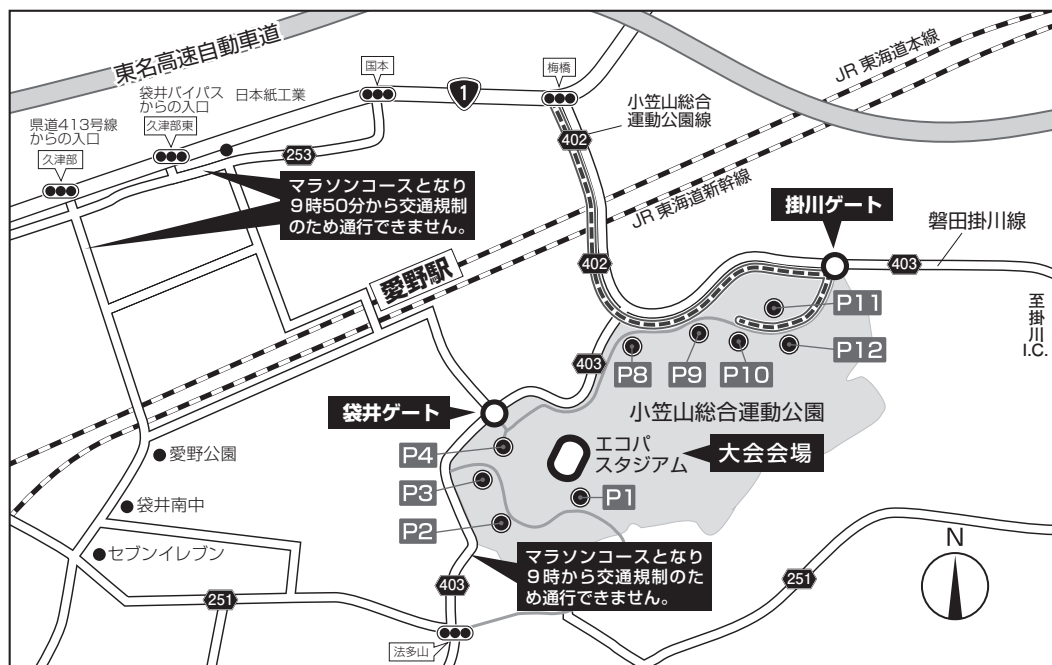 東名高速自動車道
国本
梅橋
1
JR 東海道本線
袋井バイパス
からの入口
日本紙工業
小笠山総合
運動公園線
県道413号線
からの入口
久津部東
久津部
402
253
マラソンコースとなり
9時50分から交通規制
のため通行できません。
JR 東海道新幹線
掛川ゲート
磐田掛川線
愛野駅
402
403
至掛川
I.C.
P11
P12
P8
P9
P10
403
小笠山総合運動公園
袋井ゲート
エコパ
スタジアム
大会会場
P4
愛野公園
P3
P1
袋井南中
P2
セブンイレブン
マラソンコースとなり
9時から交通規制のた
め通行できません。
N
403
251
251
法多山